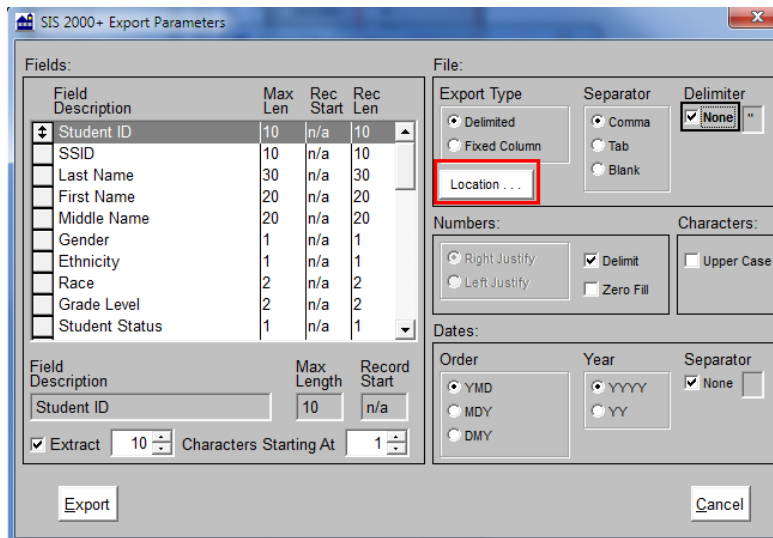 SIS 2000+ Export Parameters
x
Fields:
Field Description Max Len Rec Start Rec Len
Student ID 10 n/a 10
SSID 10 n/a 10
Last Name 30 n/a 30
First Name 20 n/a 20
Middle Name 20 n/a 20
Gender 1 n/a 1
Ethnicity 1 n/a 1
Race 2 n/a 2
Grade Level 2 n/a 2
Student Status 1 n/a 1
Field Description Max Length Record Start
Student ID 10 n/a
Extract 10 Characters Starting At 1
Export
File:
Export Type Separator Delimiter
Delimited Comma None "
Fixed Column Tab
Location . . . Blank
Numbers: Characters:
Right Justify Delimit Upper Case
Left Justify Zero Fill
Dates:
Order Year Separator
YMD YYYY None
MDY YY
DMY
Cancel